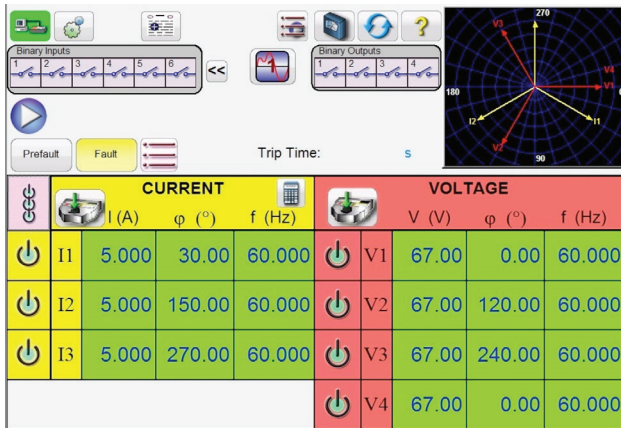 Binary Inputs
1 2 3 4 5 6
<<
Binary Outputs
1 2 3 4
?
270
V3
V4
V1
180
I2
I1
V2
90
Prefault
Fault
Trip Time:
s
CURRENT
I (A) φ (°) f (Hz)
VOLTAGE
V (V) φ (°) f (Hz)
I1 5.000 30.00 60.000 V1 67.00 0.00 60.000
I2 5.000 150.00 60.000 V2 67.00 120.00 60.000
I3 5.000 270.00 60.000 V3 67.00 240.00 60.000
V4 67.00 0.00 60.000